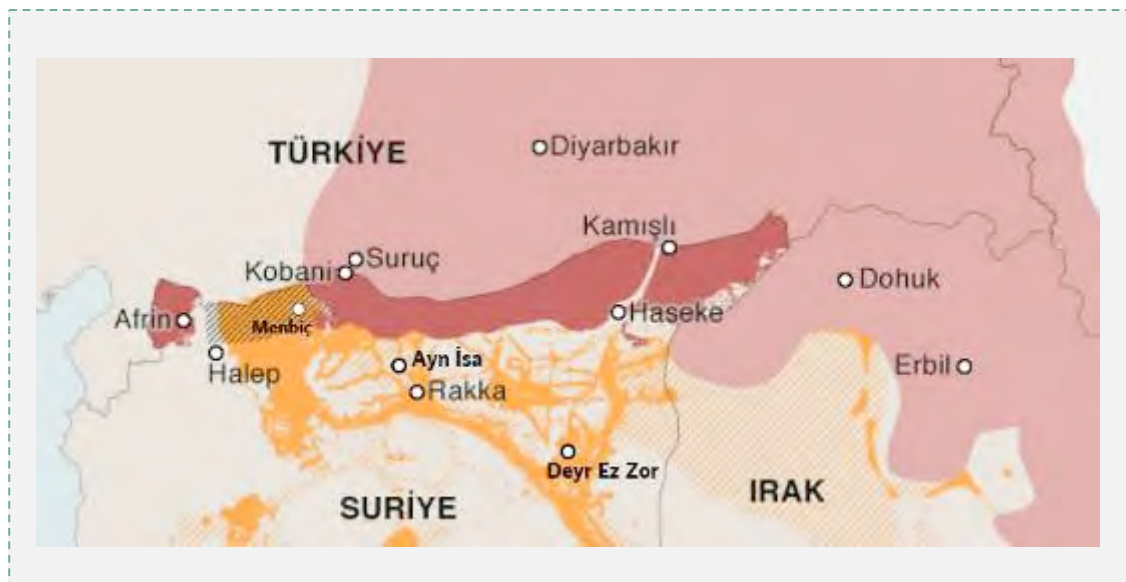 TÜRKİYE
Diyarbakır
Kamışlı
Suruç
Kobani
Dohuk
Afrin
Menbiç
Haseke
Halep
Ayn İsa
Rakka
Erbil
Deyr Ez Zor
SURİYE
IRAK